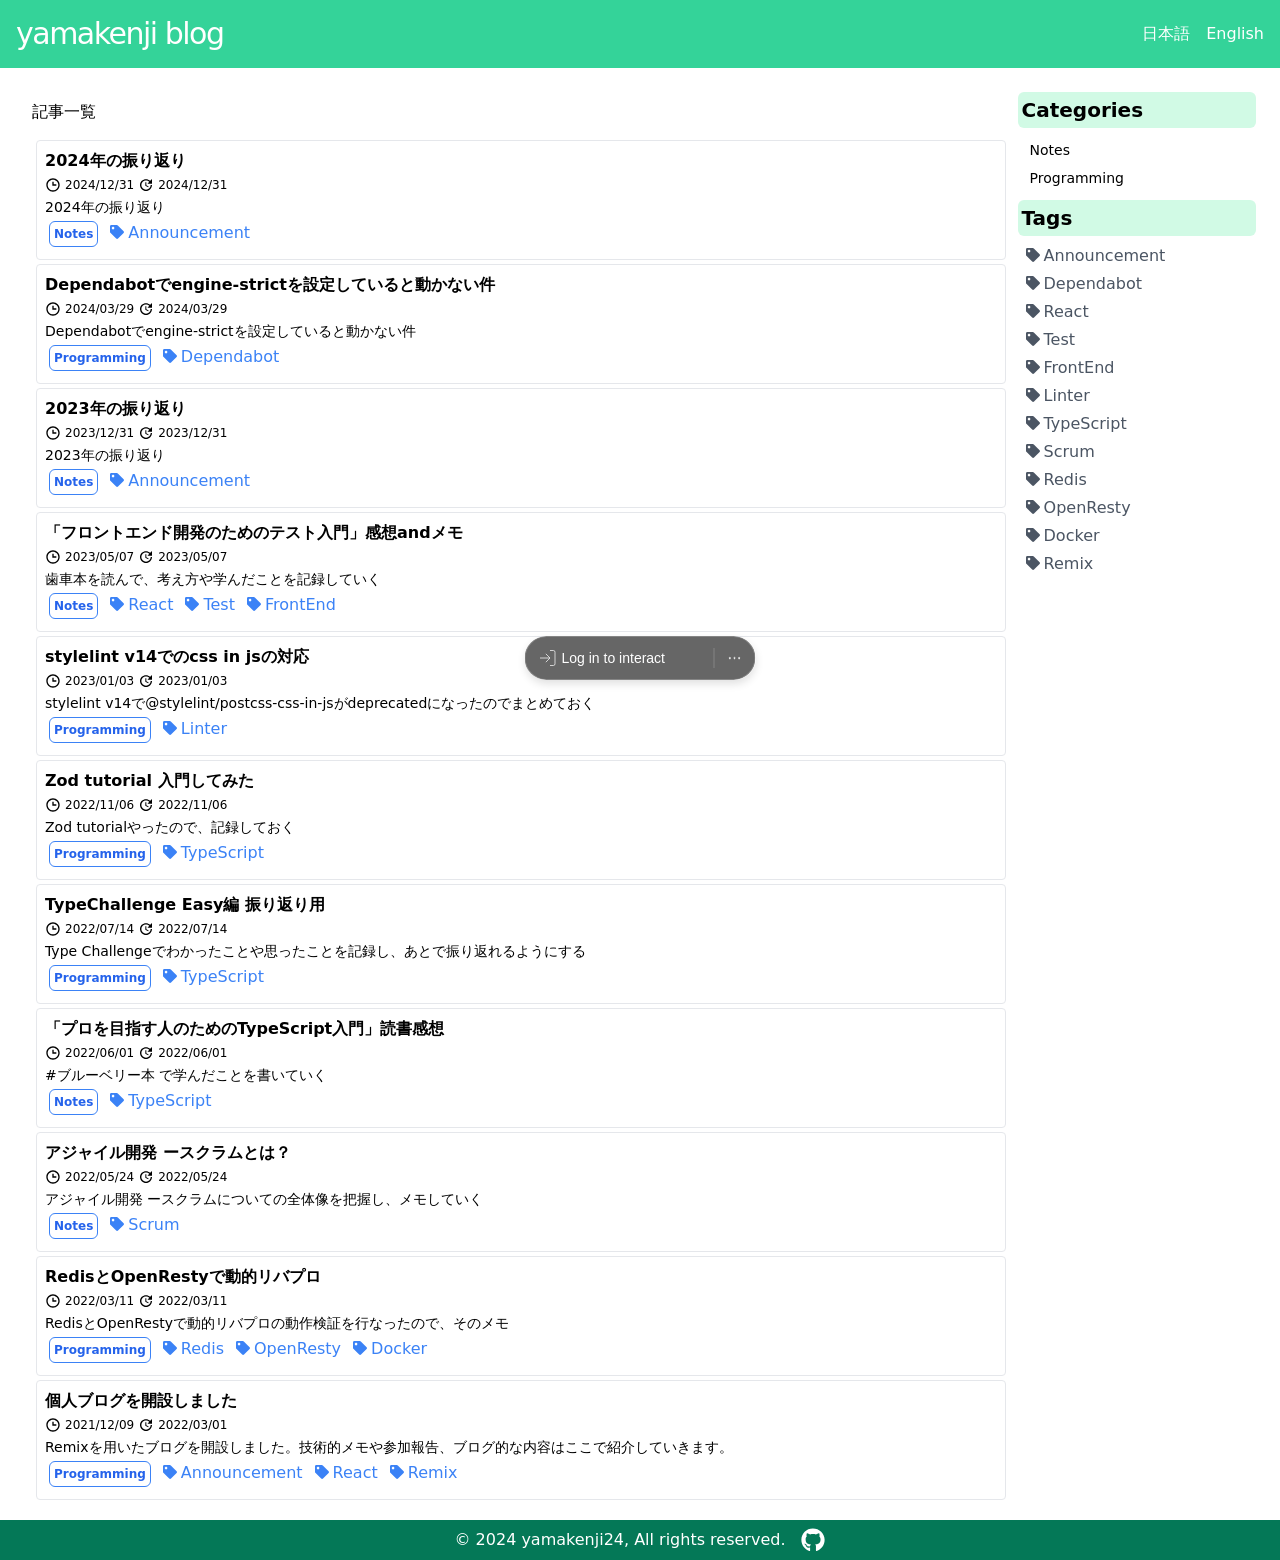 yamakenji blog
日本語 English
記事一覧
2024年の振り返り
2024/12/31 2024/12/31
2024年の振り返り
Notes Announcement
Dependabotでengine-strictを設定していると動かない件
2024/03/29 2024/03/29
Dependabotでengine-strictを設定していると動かない件
Programming Dependabot
2023年の振り返り
2023/12/31 2023/12/31
2023年の振り返り
Notes Announcement
「フロントエンド開発のためのテスト入門」感想andメモ
2023/05/07 2023/05/07
歯車本を読んで、考え方や学んだことを記録していく
Notes React Test FrontEnd
stylelint v14でのcss in jsの対応
2023/01/03 2023/01/03
stylelint v14で@stylelint/postcss-css-in-jsがdeprecatedになったのでまとめておく
Programming Linter
Zod tutorial 入門してみた
2022/11/06 2022/11/06
Zod tutorialやったので、記録しておく
Programming TypeScript
TypeChallenge Easy編 振り返り用
2022/07/14 2022/07/14
Type Challengeでわかったことや思ったことを記録し、あとで振り返れるようにする
Programming TypeScript
「プロを目指す人のためのTypeScript入門」読書感想
2022/06/01 2022/06/01
#ブルーベリー本 で学んだことを書いていく
Notes TypeScript
アジャイル開発 ースクラムとは？
2022/05/24 2022/05/24
アジャイル開発 ースクラムについての全体像を把握し、メモしていく
Notes Scrum
RedisとOpenRestyで動的リバプロ
2022/03/11 2022/03/11
RedisとOpenRestyで動的リバプロの動作検証を行なったので、そのメモ
Programming Redis OpenResty Docker
個人ブログを開設しました
2021/12/09 2022/03/01
Remixを用いたブログを開設しました。技術的メモや参加報告、ブログ的な内容はここで紹介していきます。
Programming Announcement React Remix
Categories
Notes
Programming
Tags
Announcement
Dependabot
React
Test
FrontEnd
Linter
TypeScript
Scrum
Redis
OpenResty
Docker
Remix
Log in to interact ···
© 2024 yamakenji24, All rights reserved.